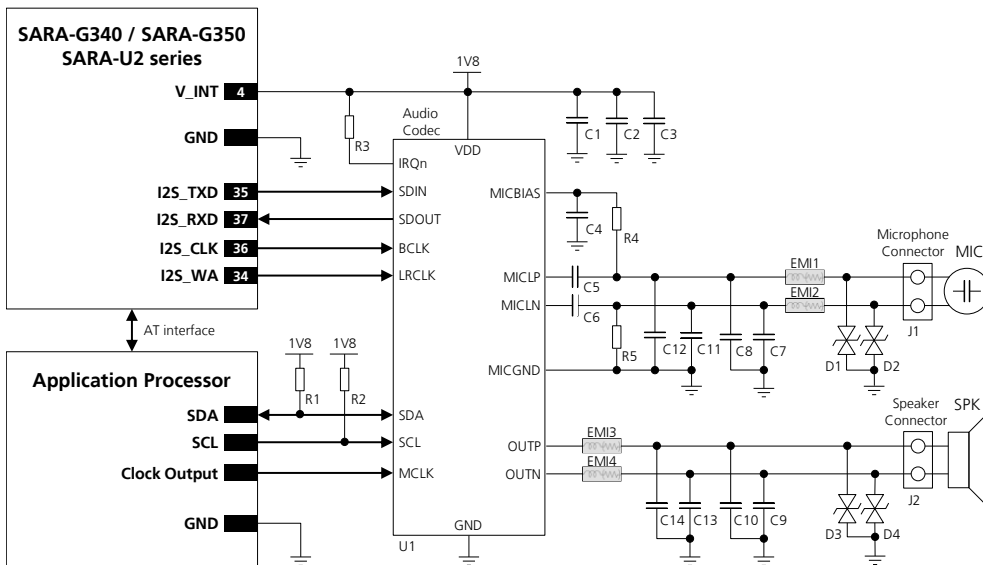 SARA-G340 / SARA-G350
SARA-U2 series
V_INT 4
GND
I2S_TXD 35
I2S_RXD 37
I2S_CLK 36
I2S_WA 34
AT interface
Application Processor
SDA
SCL
Clock Output
GND
1V8
R1
1V8
R2
1V8
R3
Audio
Codec
VDD
IRQn
SDIN
SDOUT
BCLK
LRCLK
SDA
SCL
MCLK
GND
U1
MICBIAS
MICLP
MICLN
MICGND
OUTP
OUTN
C1
C2
C3
C4
R4
C5
C6
R5
C12
C11
C8
C7
EMI1
EMI2
D1
D2
Microphone
Connector
MIC
J1
EMI3
EMI4
C14
C13
C10
C9
D3
D4
Speaker
Connector
SPK
J2